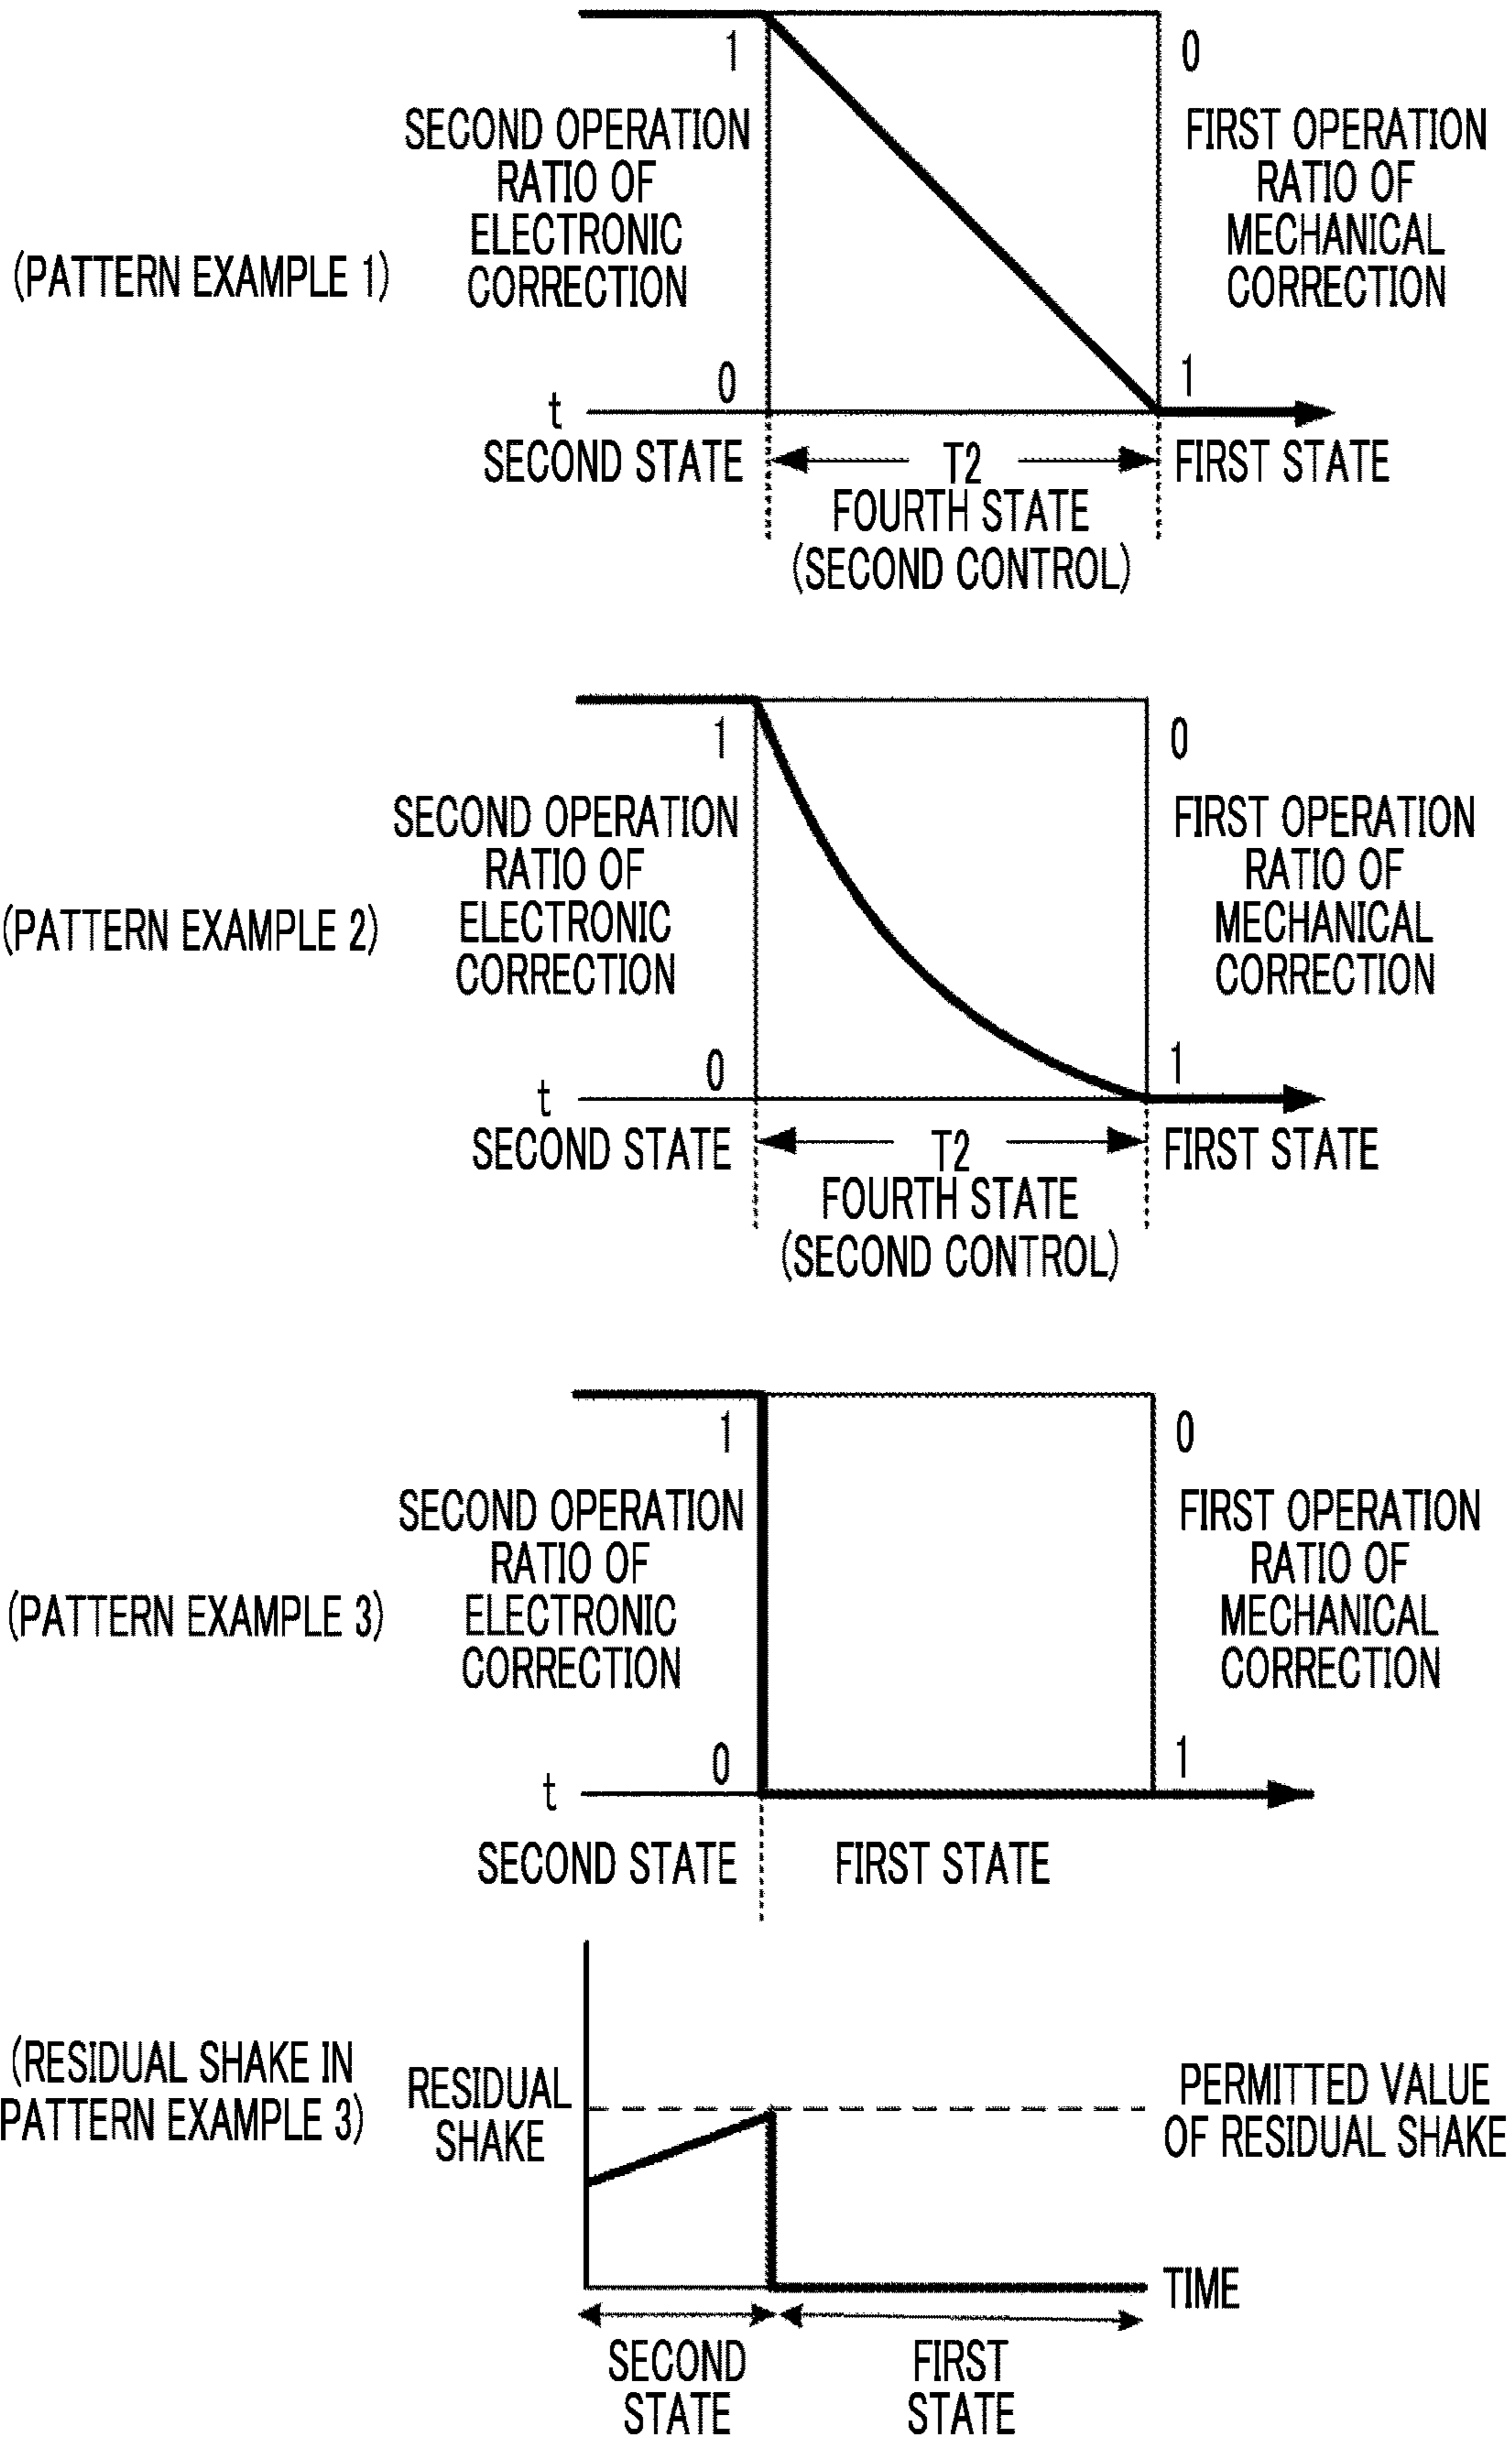 1
0
SECOND OPERATION
RATIO OF
ELECTRONIC
CORRECTION
FIRST OPERATION
RATIO OF
MECHANICAL
CORRECTION
(PATTERN EXAMPLE 1)
0
1
t
SECOND STATE
T2
FIRST STATE
FOURTH STATE
(SECOND CONTROL)
1
0
SECOND OPERATION
RATIO OF
ELECTRONIC
CORRECTION
FIRST OPERATION
RATIO OF
MECHANICAL
CORRECTION
(PATTERN EXAMPLE 2)
0
1
t
SECOND STATE
T2
FIRST STATE
FOURTH STATE
(SECOND CONTROL)
1
0
SECOND OPERATION
RATIO OF
ELECTRONIC
CORRECTION
FIRST OPERATION
RATIO OF
MECHANICAL
CORRECTION
(PATTERN EXAMPLE 3)
0
1
t
SECOND STATE
FIRST STATE
(RESIDUAL SHAKE IN
PATTERN EXAMPLE 3)
RESIDUAL
SHAKE
PERMITTED VALUE
OF RESIDUAL SHAKE
TIME
SECOND
STATE
FIRST
STATE